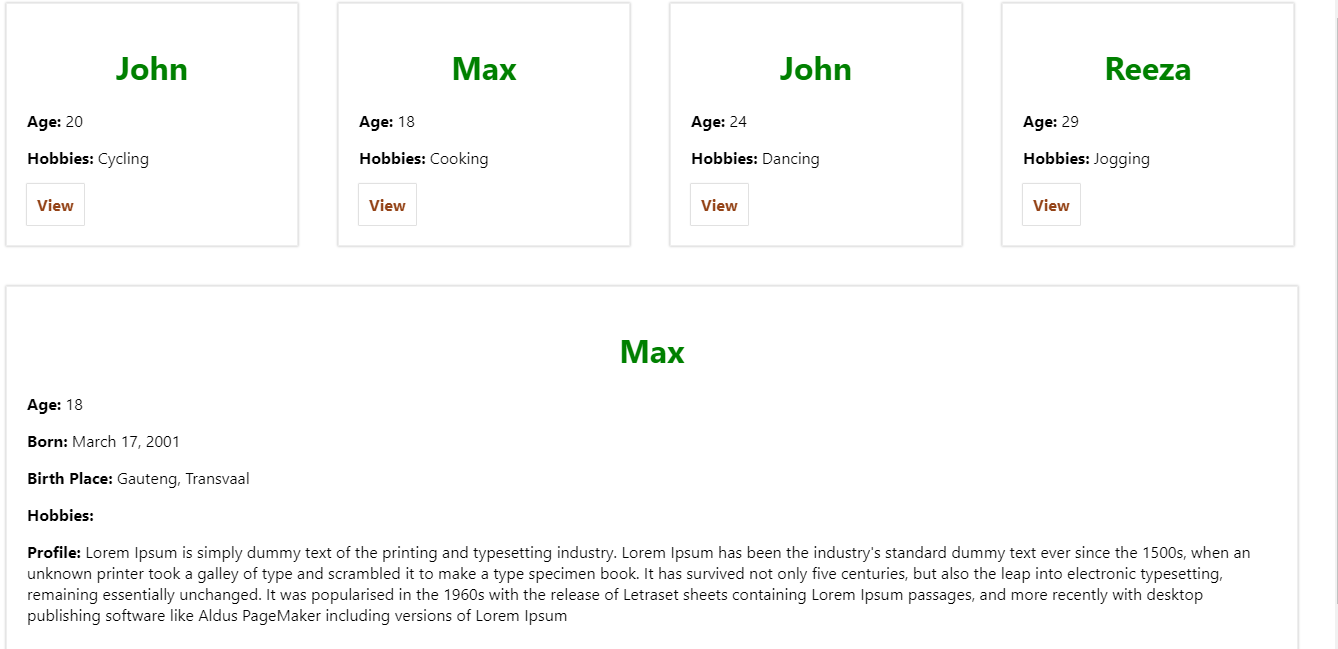 John
Age: 20
Hobbies: Cycling
View
Max
Age: 18
Hobbies: Cooking
View
John
Age: 24
Hobbies: Dancing
View
Reeza
Age: 29
Hobbies: Jogging
View
Max
Age: 18
Born: March 17, 2001
Birth Place: Gauteng, Transvaal
Hobbies:
Profile: Lorem Ipsum is simply dummy text of the printing and typesetting industry. Lorem Ipsum has been the industry's standard dummy text ever since the 1500s, when an
unknown printer took a galley of type and scrambled it to make a type specimen book. It has survived not only five centuries, but also the leap into electronic typesetting,
remaining essentially unchanged. It was popularised in the 1960s with the release of Letraset sheets containing Lorem Ipsum passages, and more recently with desktop
publishing software like Aldus PageMaker including versions of Lorem Ipsum